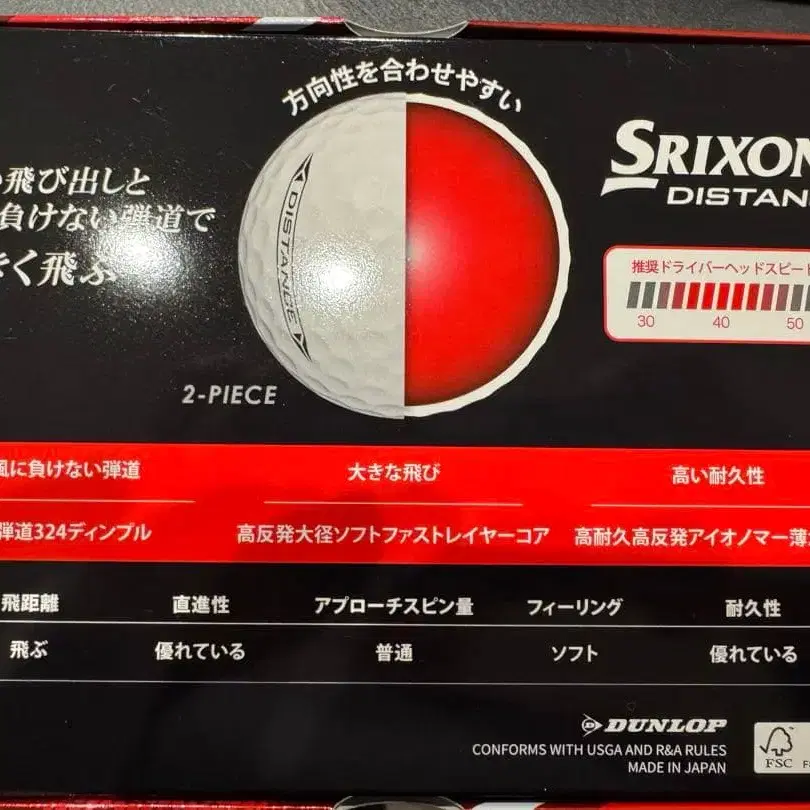 方向性を合わせやすい
飛び出しと
負けない弾道で
く飛ぶ
DISTANCE
2-PIECE
SRIXON
DISTAN
推奨ドライバーヘッドスピード
30 40 50
風に負けない弾道 大きな飛び 高い耐久性
弾道324ディンプル 高反発大径ソフトファストレイヤーコア 高耐久高反発アイオノマー薄
飛距離 直進性 アプローチスピン量 フィーリング 耐久性
飛ぶ 優れている 普通 ソフト 優れている
DUNLOP
CONFORMS WITH USGA AND R&A RULES
MADE IN JAPAN
FSC